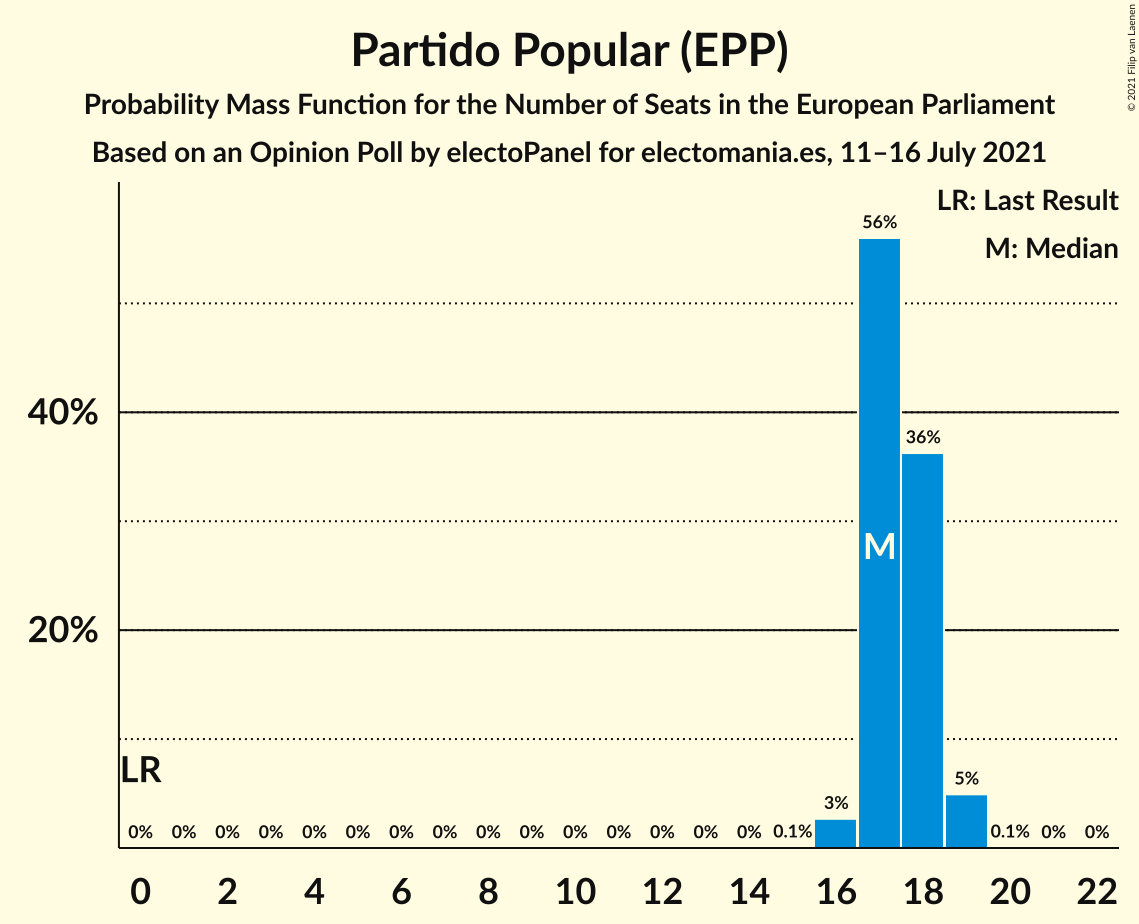 Partido Popular (EPP)
Probability Mass Function for the Number of Seats in the European Parliament
Based on an Opinion Poll by electoPanel for electomania.es, 11–16 July 2021
© 2021 Filip van Laenen
LR: Last Result
M: Median
56%
40%
36%
M
20%
LR
5%
3%
0% 0% 0% 0% 0% 0% 0% 0% 0% 0% 0% 0% 0% 0% 0% 0.1% 0.1% 0% 0%
0 2 4 6 8 10 12 14 16 18 20 22